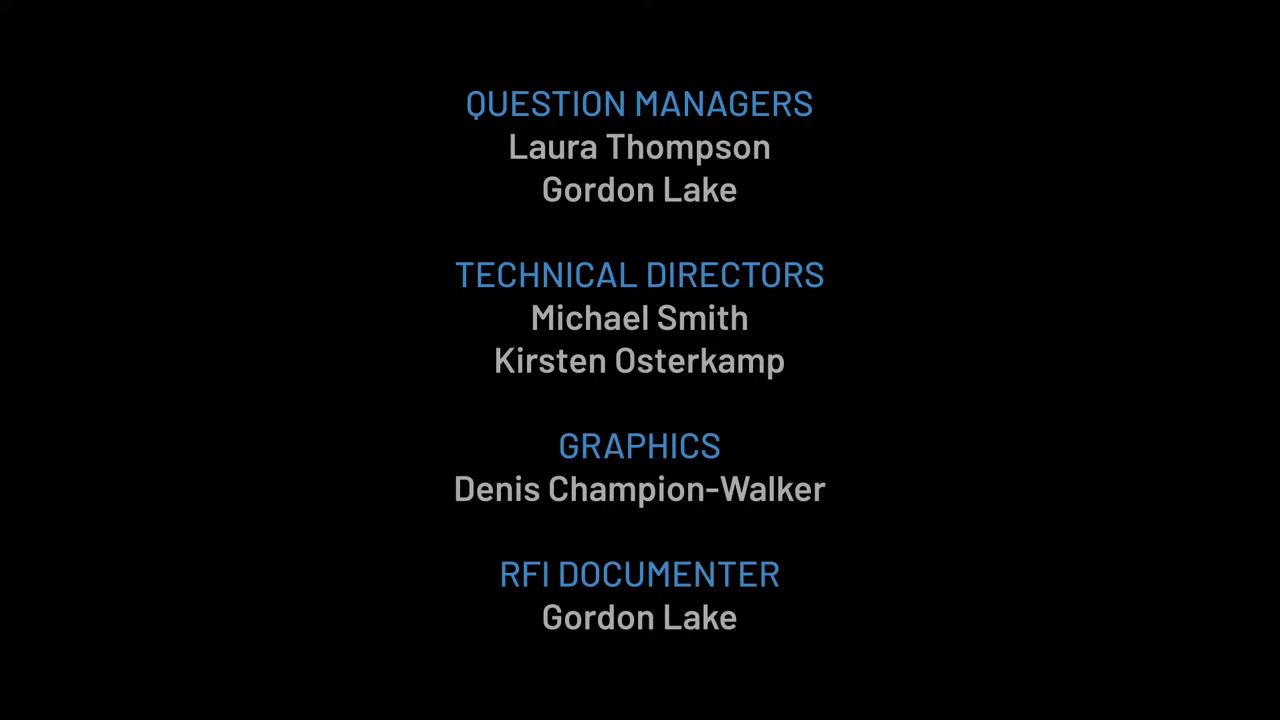 QUESTION MANAGERS
Laura Thompson
Gordon Lake
TECHNICAL DIRECTORS
Michael Smith
Kirsten Osterkamp
GRAPHICS
Denis Champion-Walker
RFI DOCUMENTER
Gordon Lake